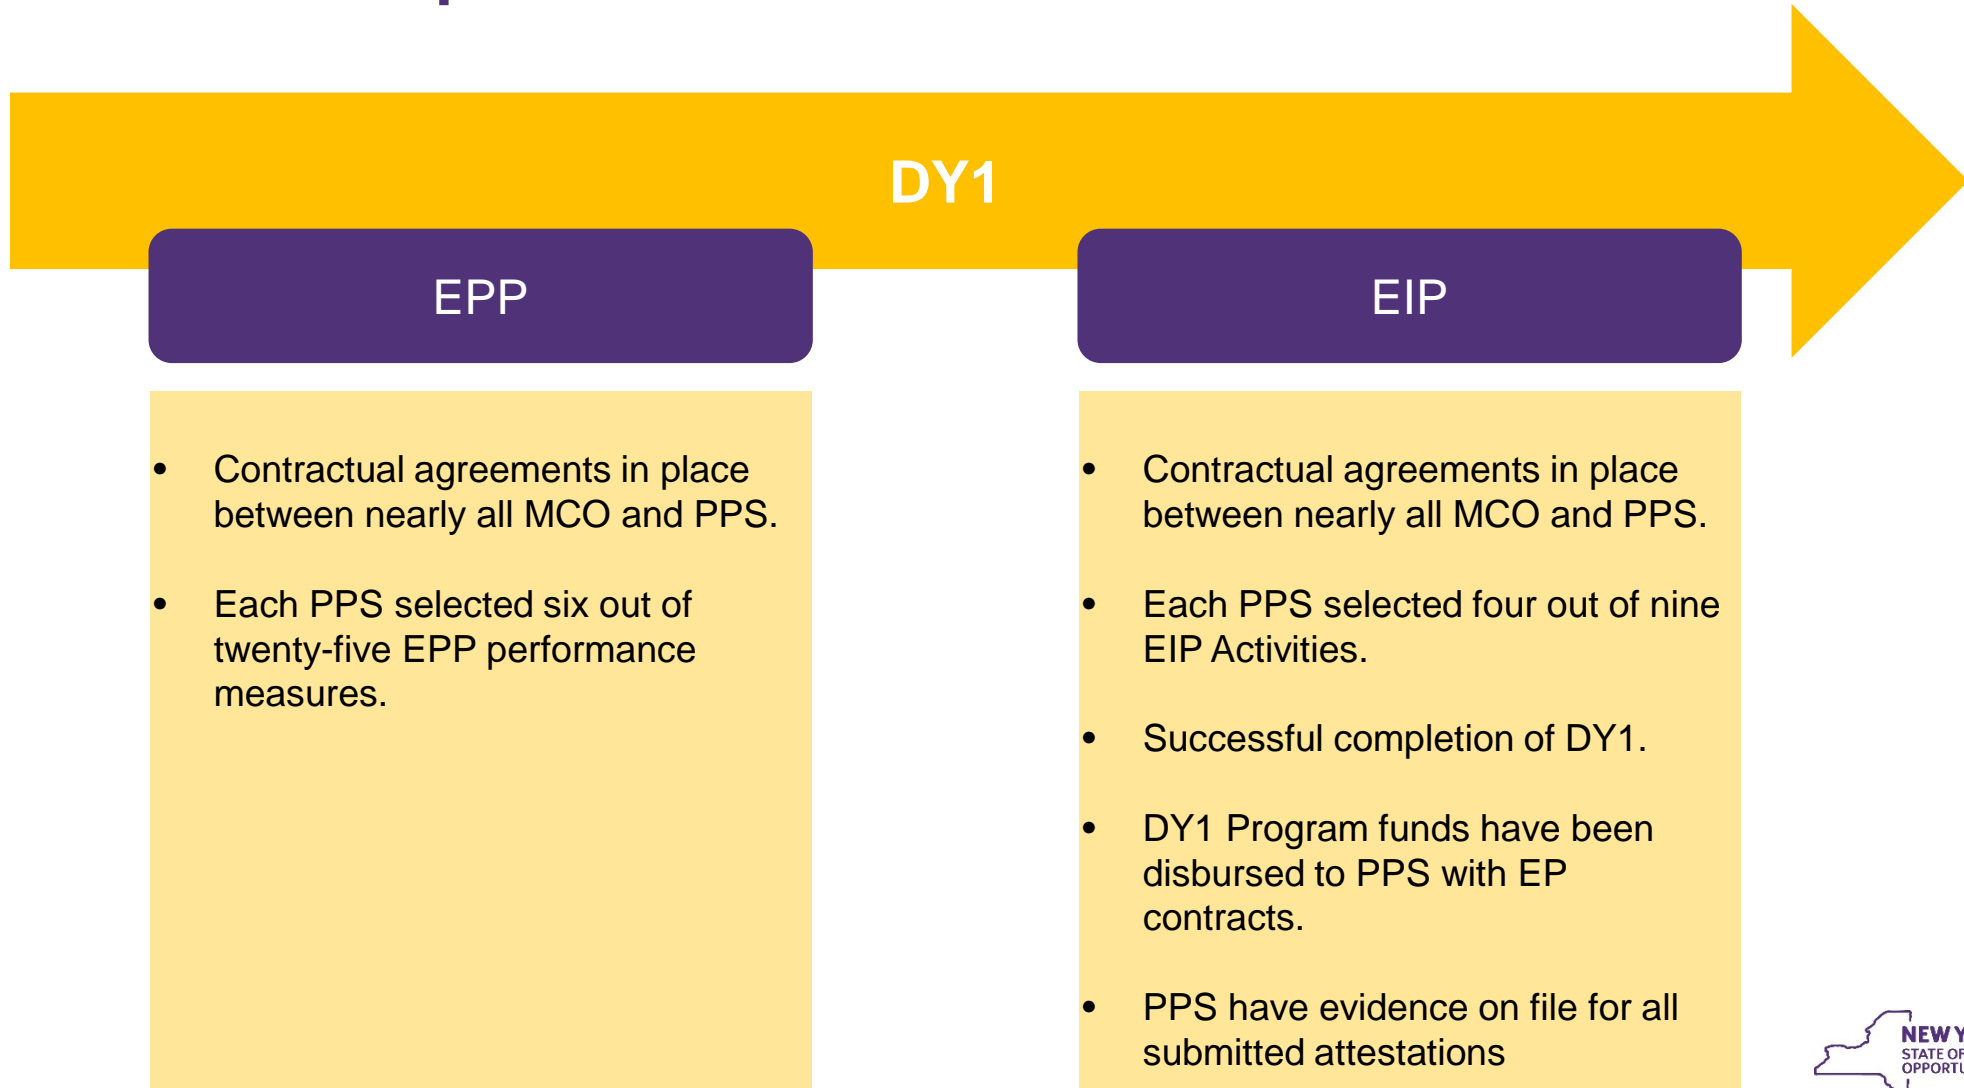 DY1
EPP
• Contractual agreements in place
between nearly all MCO and PPS.
• Each PPS selected six out of
twenty-five EPP performance
measures.
EIP
• Contractual agreements in place
between nearly all MCO and PPS.
• Each PPS selected four out of nine
EIP Activities.
• Successful completion of DY1.
• DY1 Program funds have been
disbursed to PPS with EP
contracts.
• PPS have evidence on file for all
submitted attestations
NEW
STATE OF